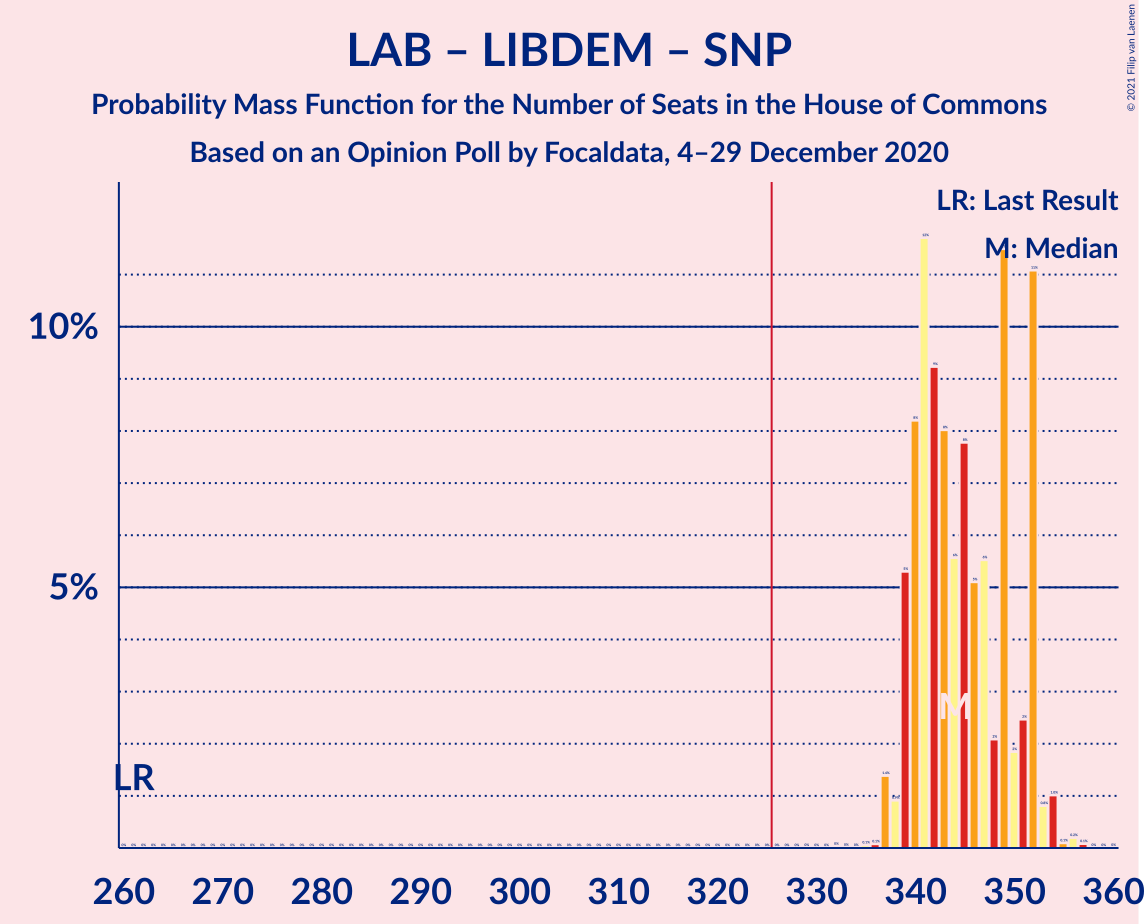 LAB – LIBDEM – SNP
Probability Mass Function for the Number of Seats in the House of Commons
Based on an Opinion Poll by Focaldata, 4–29 December 2020
© 2021 Filip van Laenen
LR: Last Result
M: Median
10%
5%
LR
M
260 270 280 290 300 310 320 330 340 350 360